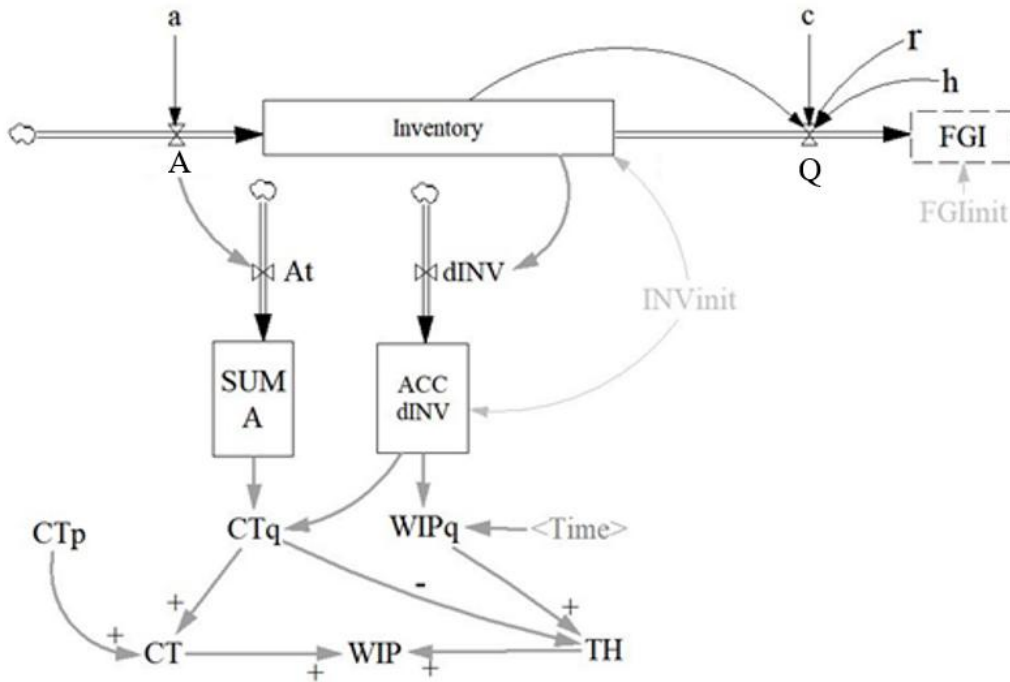 a
c
r
h
Inventory
FGI
A
Q
FGIinit
At
dINV
INVinit
SUM
A
ACC
dINV
CTp
CTq
WIPq
<Time>
-
+
+
+
CT
WIP
TH
+
+